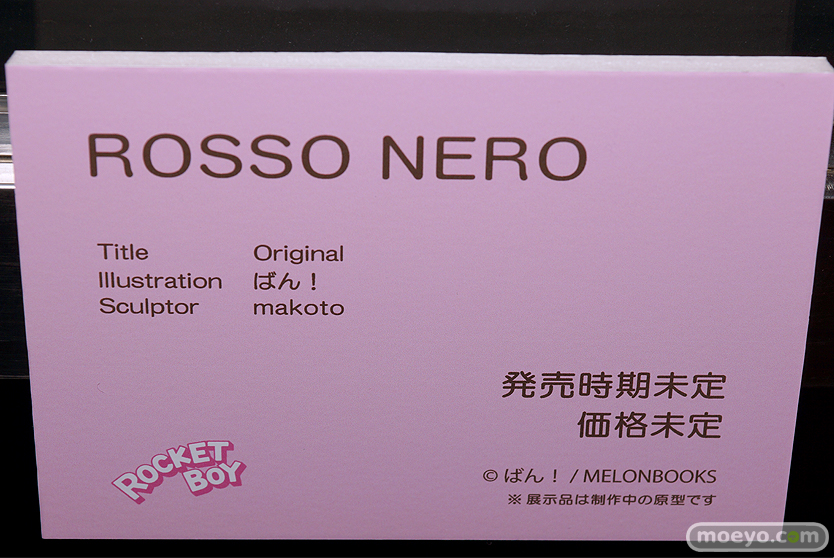 ROSSO NERO
Title Original
Illustration ばん！
Sculptor makoto
発売時期未定
価格未定
ROCKET BOY
© ばん！ / MELONBOOKS
※展示品は制作中の原型です
moeyo.com